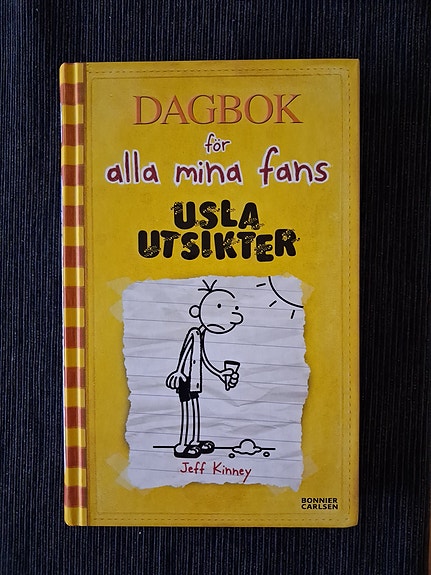 DAGBOK
för
alla mina fans
USLA
UTSIKTER
Jeff Kinney
BONNIER
CARLSEN